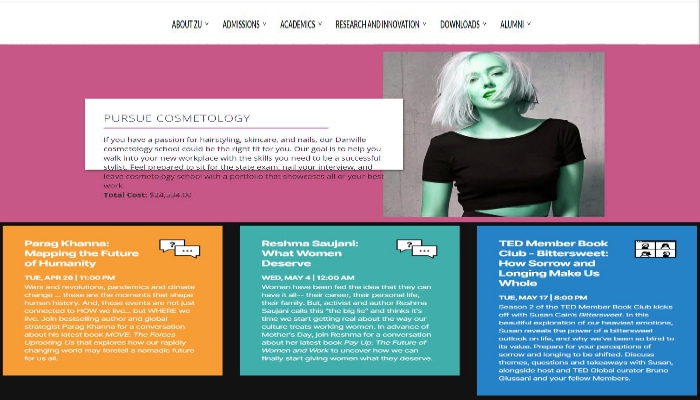 ABOUT ZU ADMISSIONS ACADEMICS RESEARCH AND INNOVATION DOWNLOADS ALUMNI
PURSUE COSMETOLOGY
If you have a passion for hairstyling, skincare, and nails, our Danville
cosmetology school could be the right fit for you. Our goal is to help you
walk into your new workplace with the skills you need to be a successful
stylist. Feel prepared to sit for the state exam, nail your interview, and
leave cosmetology school with a portfolio that showcases all of your best
work.
Total Cost:
Parag Khanna:
Mapping the Future
of Humanity
TUE, APR 26 | 11:00 PM
Wars and revolutions, pandemics and climate
change ... these are the moments that shape
human history. And, these events are not just
connected to HOW we live... but WHERE we
live. Join bestselling author and global
strategist Parag Khanna for a conversation
about his latest book MOVE: The Forces
Uprooting Us that explores how our rapidly
changing world may foretell a nomadic future
for us all.
Reshma Saujani:
What Women
Deserve
WED, MAY 4 | 12:00 AM
Women have been fed the idea that they can
have it all-- their career, their personal life,
their family. But, activist and author Reshma
Saujani calls this "the big lie" and thinks it's
time we start getting real about the way our
culture treats working women. In advance of
Mother's Day, join Reshma for a conversation
about her latest book Pay Up: The Future of
Women and Work to uncover how we can
finally start giving women what they deserve.
TED Member Book
Club - Bittersweet:
How Sorrow and
Longing Make Us
Whole
TUE, MAY 17 | 8:00 PM
Season 2 of the TED Member Book Club kicks
off with Susan Cain's Bittersweet. In this
beautiful exploration of our heaviest emotions,
Susan reveals the power of a bittersweet
outlook on life, and why we've been so blind to
its value. Prepare for your perceptions of
sorrow and longing to be shifted. Discuss
themes, questions and takeaways with Susan,
alongside host and TED Global curator Bruno
Giussani and your fellow Members.